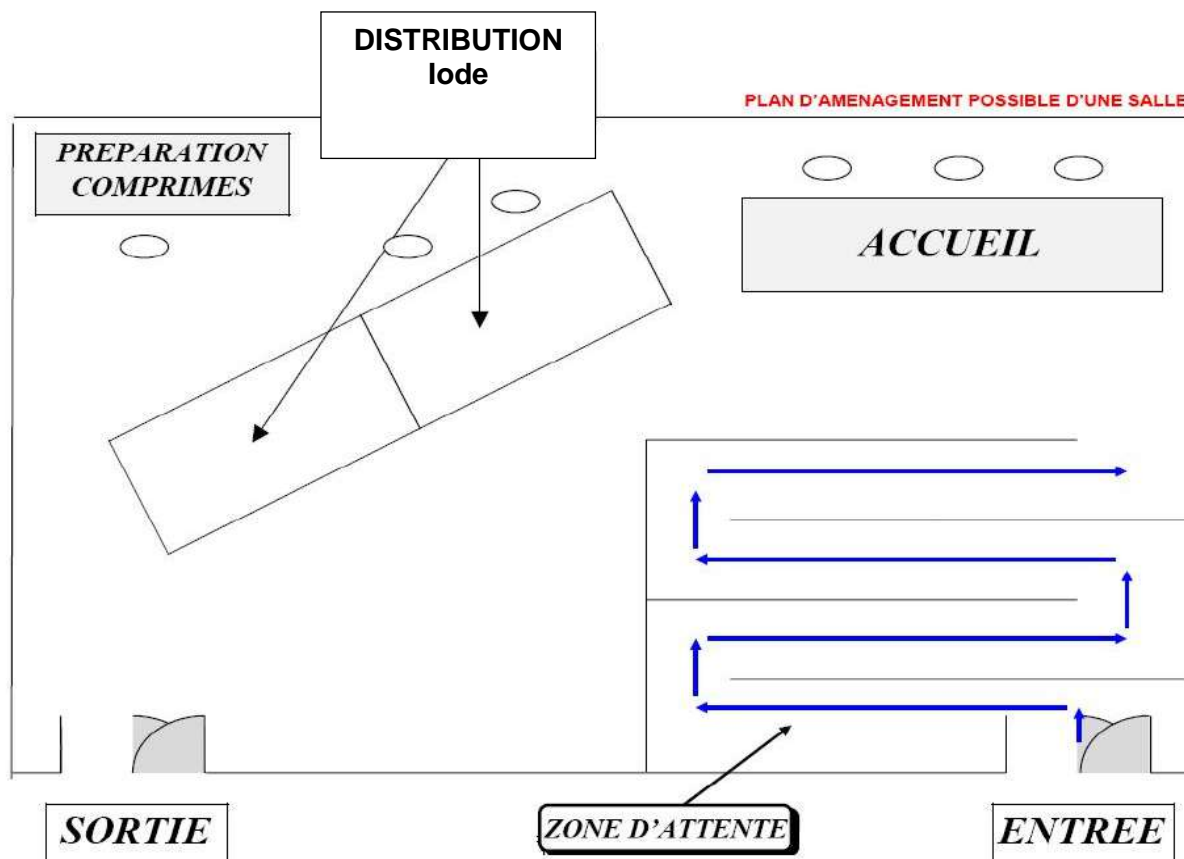 DISTRIBUTION
Iode
PLAN D'AMENAGEMENT POSSIBLE D'UNE SALLE
PREPARATION
COMPRIMES
ACCUEIL
SORTIE
ZONE D'ATTENTE
ENTREE